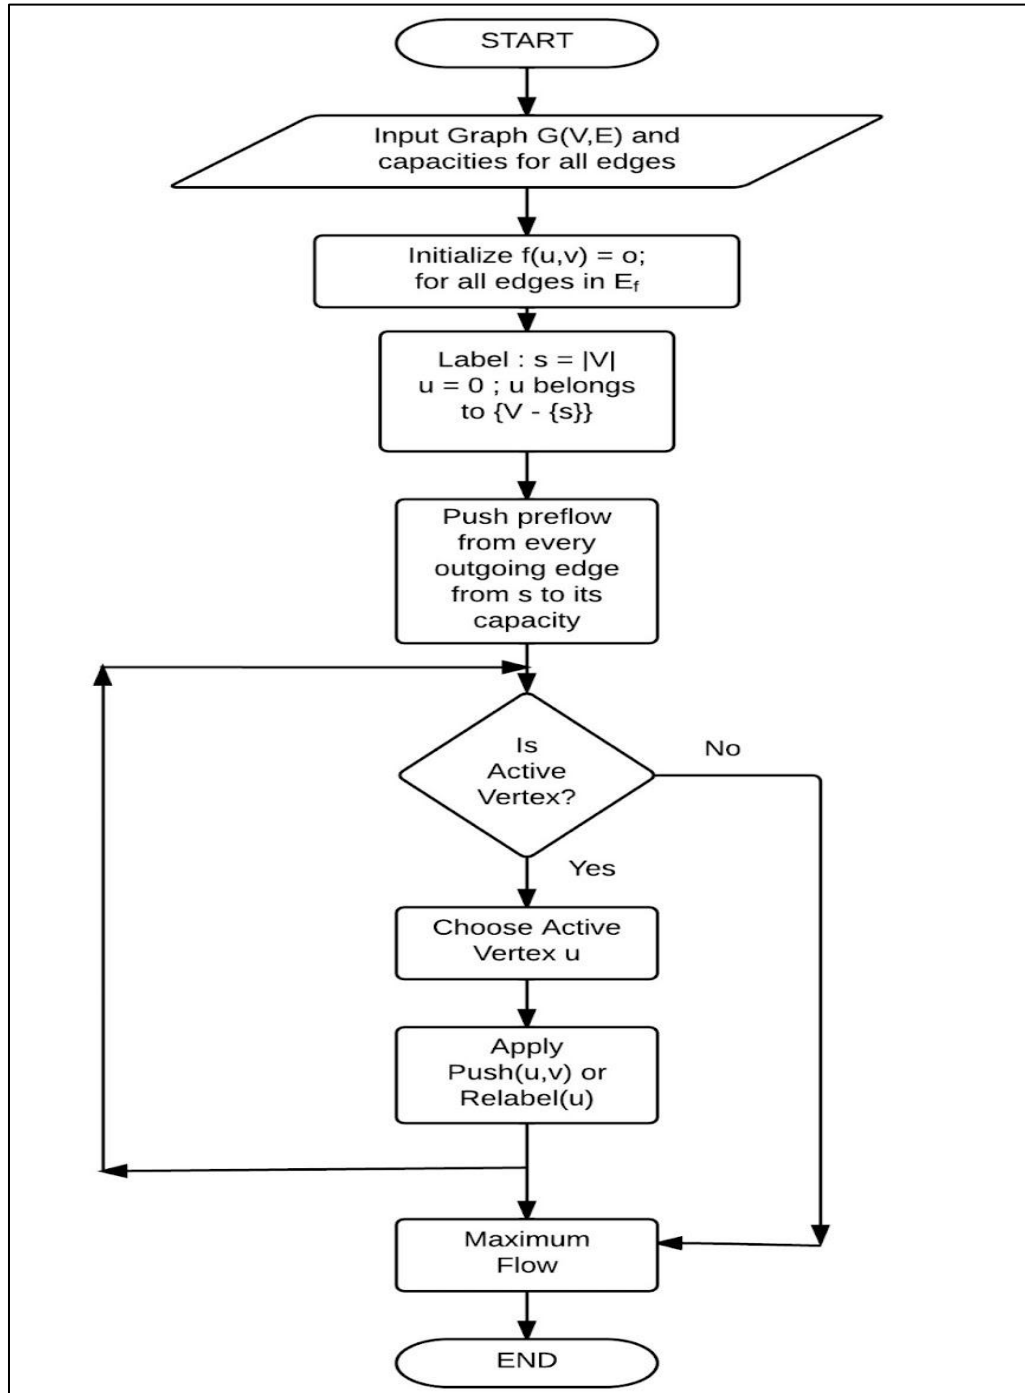 START
Input Graph G(V,E) and
capacities for all edges
Initialize f(u,v) = o;
for all edges in Ef
Label : s = |V|
u = 0 ; u belongs
to {V - {s}}
Push preflow
from every
outgoing edge
from s to its
capacity
Is
Active
Vertex?
No
Yes
Choose Active
Vertex u
Apply
Push(u,v) or
Relabel(u)
Maximum
Flow
END